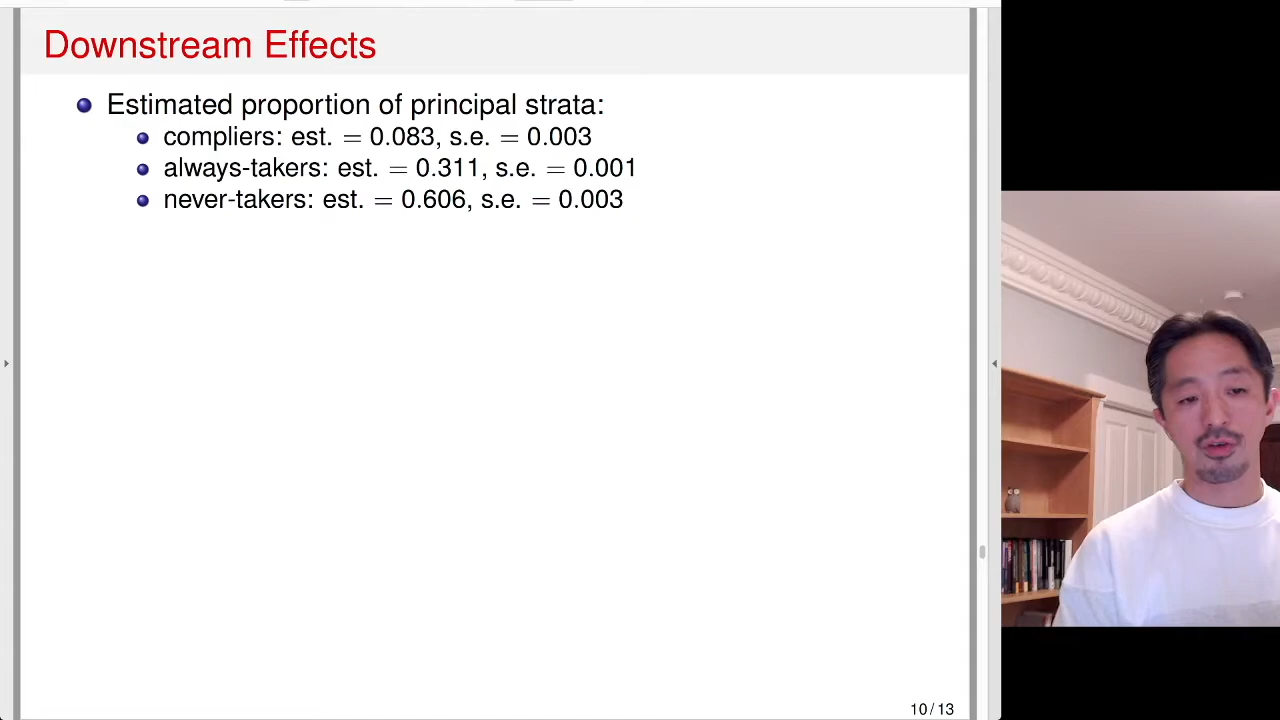 Downstream Effects
Estimated proportion of principal strata:
compliers: est. = 0.083, s.e. = 0.003
always-takers: est. = 0.311, s.e. = 0.001
never-takers: est. = 0.606, s.e. = 0.003
10 / 13